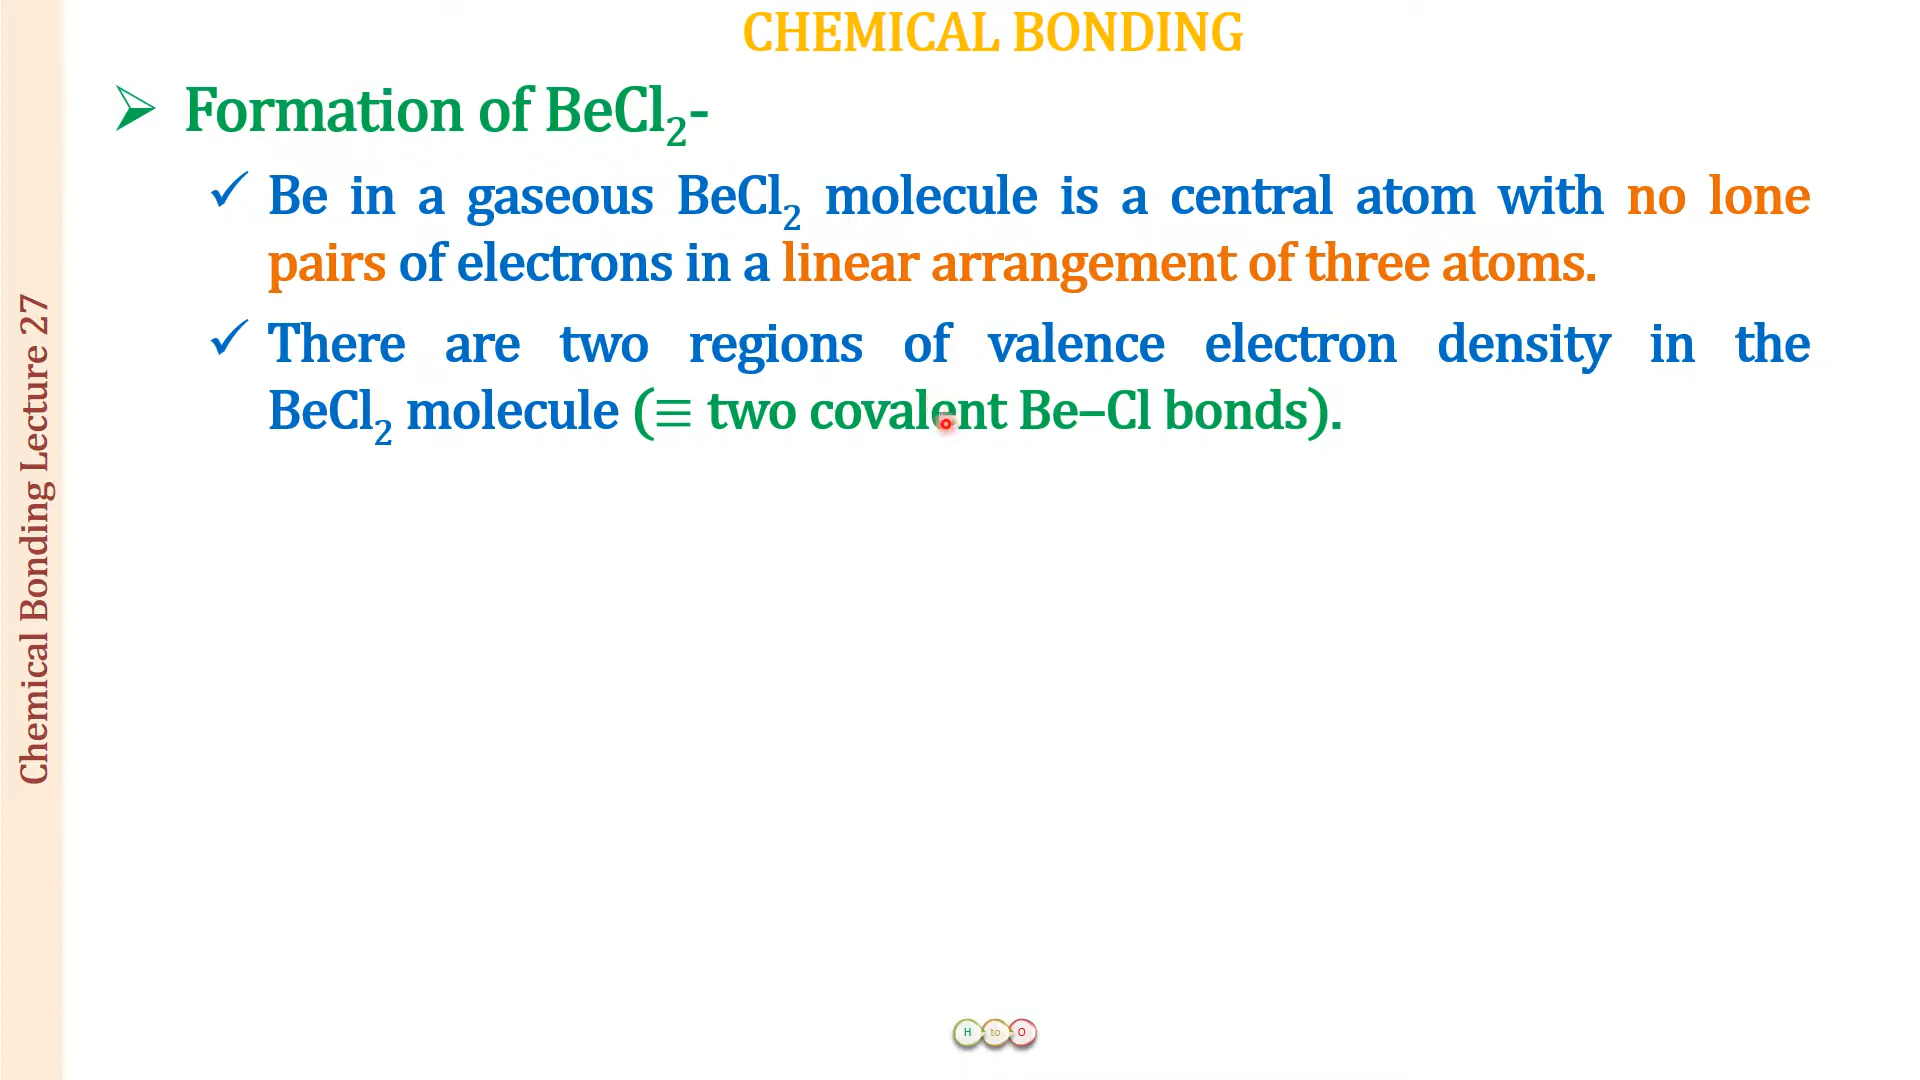 CHEMICAL BONDING
➢ Formation of BeCl₂-
✓ Be in a gaseous BeCl₂ molecule is a central atom with no lone
pairs of electrons in a linear arrangement of three atoms.
✓ There are two regions of valence electron density in the
BeCl₂ molecule (≡ two covalent Be–Cl bonds).
Chemical Bonding Lecture 27
H to O